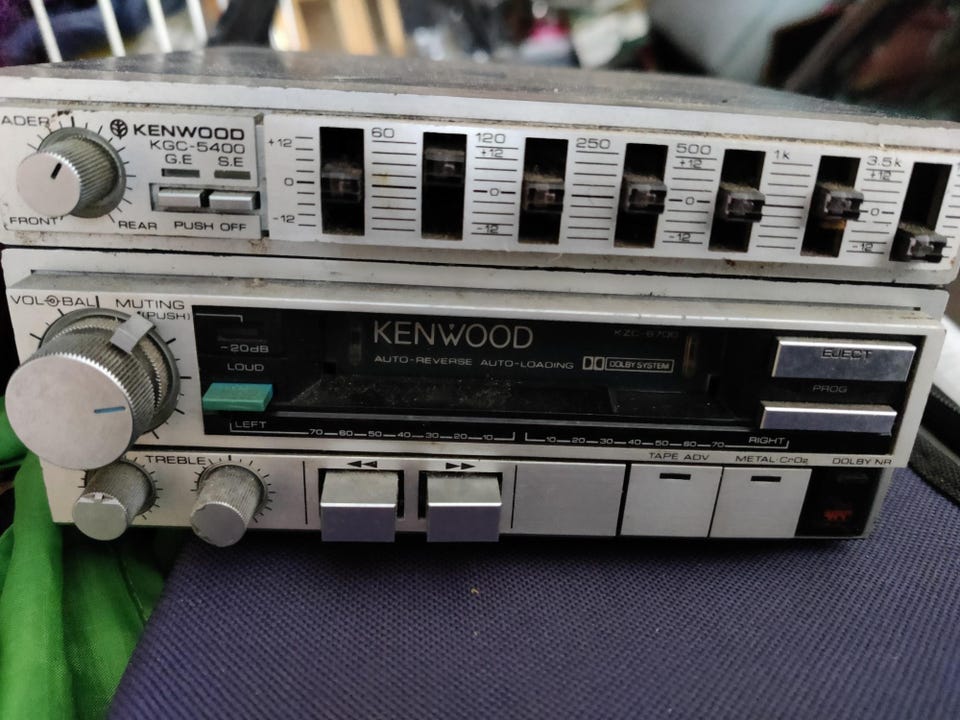 ADER
KENWOOD
KGC-5400
G.E S.E
FRONT REAR PUSH OFF
+12 60 120 250 500 1k 3.5k
+12 +12 +12
0 0 0 0
-12 -12 -12 -12
VOL BAL MUTING
(PUSH)
-20dB
LOUD
KENWOOD
AUTO-REVERSE AUTO-LOADING DOLBY SYSTEM
EJECT
PROG
LEFT 70 60 50 40 30 20 10 10 20 30 40 50 60 70 RIGHT
TREBLE
TAPE ADV METAL·CrO2 DOLBY NR